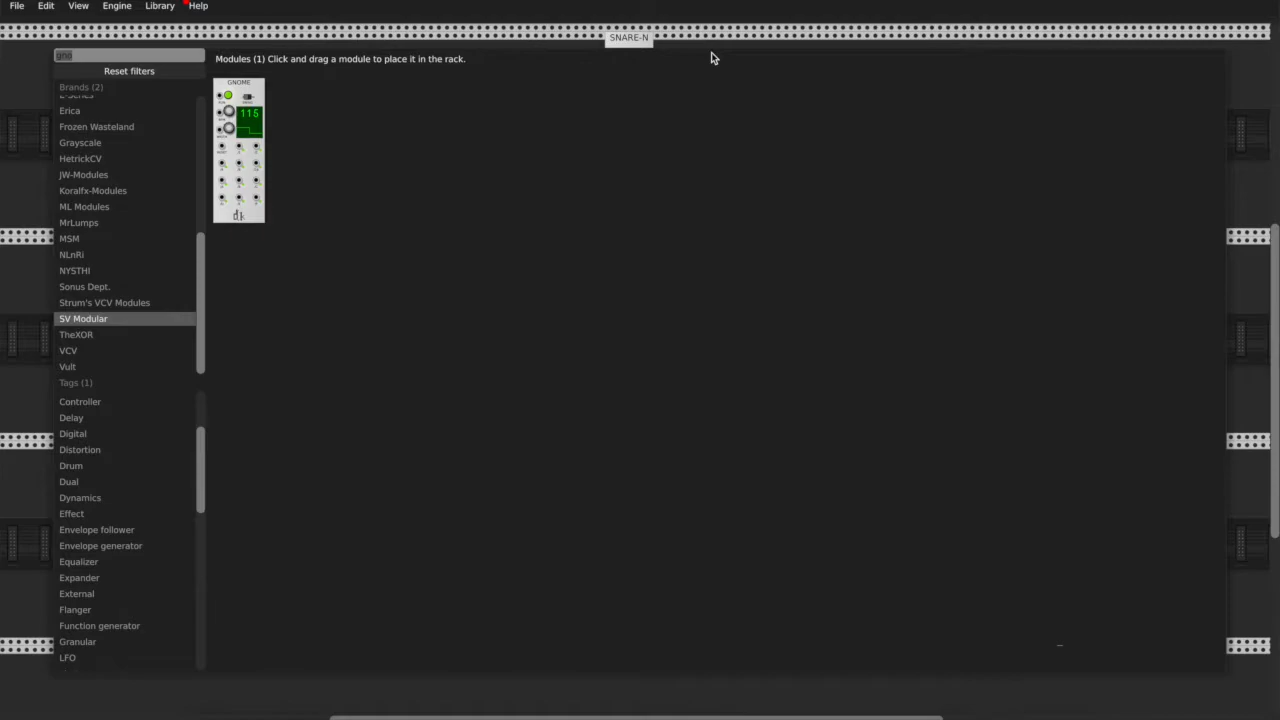 File Edit View Engine Library Help
SNARE-N
gno
Modules (1) Click and drag a module to place it in the rack.
Reset filters
GNOME
115
Brands (2)
Erica
Frozen Wasteland
Grayscale
HetrickCV
JW-Modules
Koralfx-Modules
ML Modules
MrLumps
MSM
NLnRi
NYSTHI
Sonus Dept.
Strum's VCV Modules
SV Modular
TheXOR
VCV
Vult
Tags (1)
Controller
Delay
Digital
Distortion
Drum
Dual
Dynamics
Effect
Envelope follower
Envelope generator
Equalizer
Expander
External
Flanger
Function generator
Granular
LFO